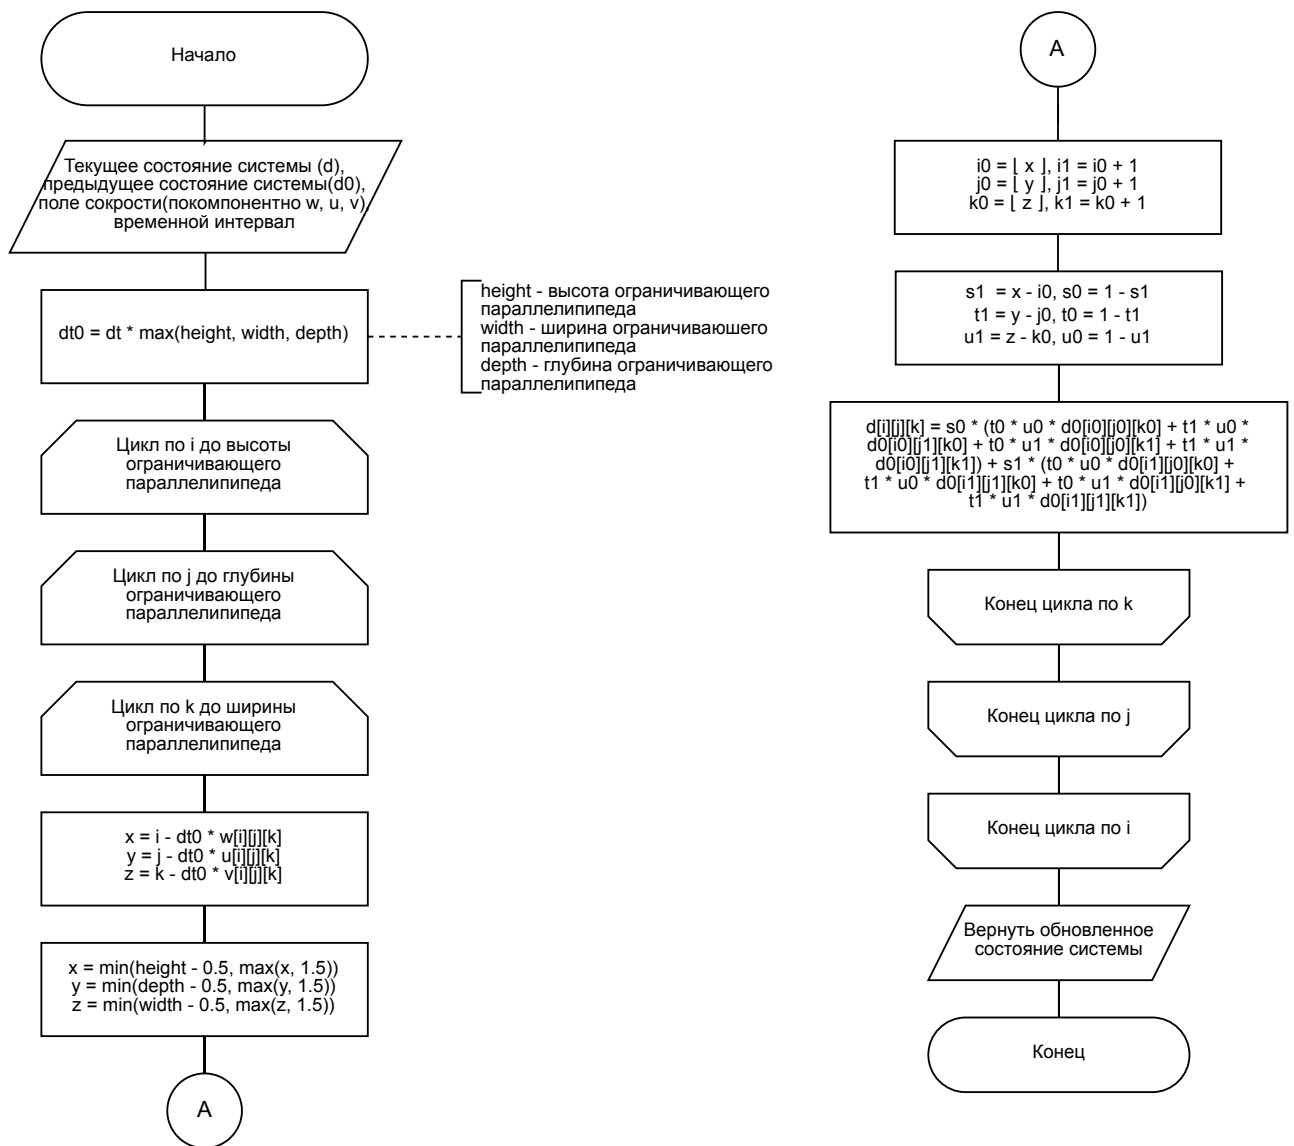 Начало
Текущее состояние системы (d),
предыдущее состояние системы(d0),
поле сокрости(покомпонентно w, u, v),
временной интервал
dt0 = dt * max(height, width, depth)
height - высота ограничивающего
параллелипипеда
width - ширина ограничиваюшего
параллелипипеда
depth - глубина ограничивающего
параллелипипеда
Цикл по i до высоты
ограничивающего
параллелипипеда
Цикл по j до глубины
ограничивающего
параллелипипеда
Цикл по k до ширины
ограничивающего
параллелипипеда
x = i - dt0 * w[i][j][k]
y = j - dt0 * u[i][j][k]
z = k - dt0 * v[i][j][k]
x = min(height - 0.5, max(x, 1.5))
y = min(depth - 0.5, max(y, 1.5))
z = min(width - 0.5, max(z, 1.5))
A
A
i0 = ⌊ x ⌋, i1 = i0 + 1
j0 = ⌊ y ⌋, j1 = j0 + 1
k0 = ⌊ z ⌋, k1 = k0 + 1
s1 = x - i0, s0 = 1 - s1
t1 = y - j0, t0 = 1 - t1
u1 = z - k0, u0 = 1 - u1
d[i][j][k] = s0 * (t0 * u0 * d0[i0][j0][k0] + t1 * u0 *
d0[i0][j1][k0] + t0 * u1 * d0[i0][j0][k1] + t1 * u1 *
d0[i0][j1][k1]) + s1 * (t0 * u0 * d0[i1][j0][k0] +
t1 * u0 * d0[i1][j1][k0] + t0 * u1 * d0[i1][j0][k1] +
t1 * u1 * d0[i1][j1][k1])
Конец цикла по k
Конец цикла по j
Конец цикла по i
Вернуть обновленное
состояние системы
Конец